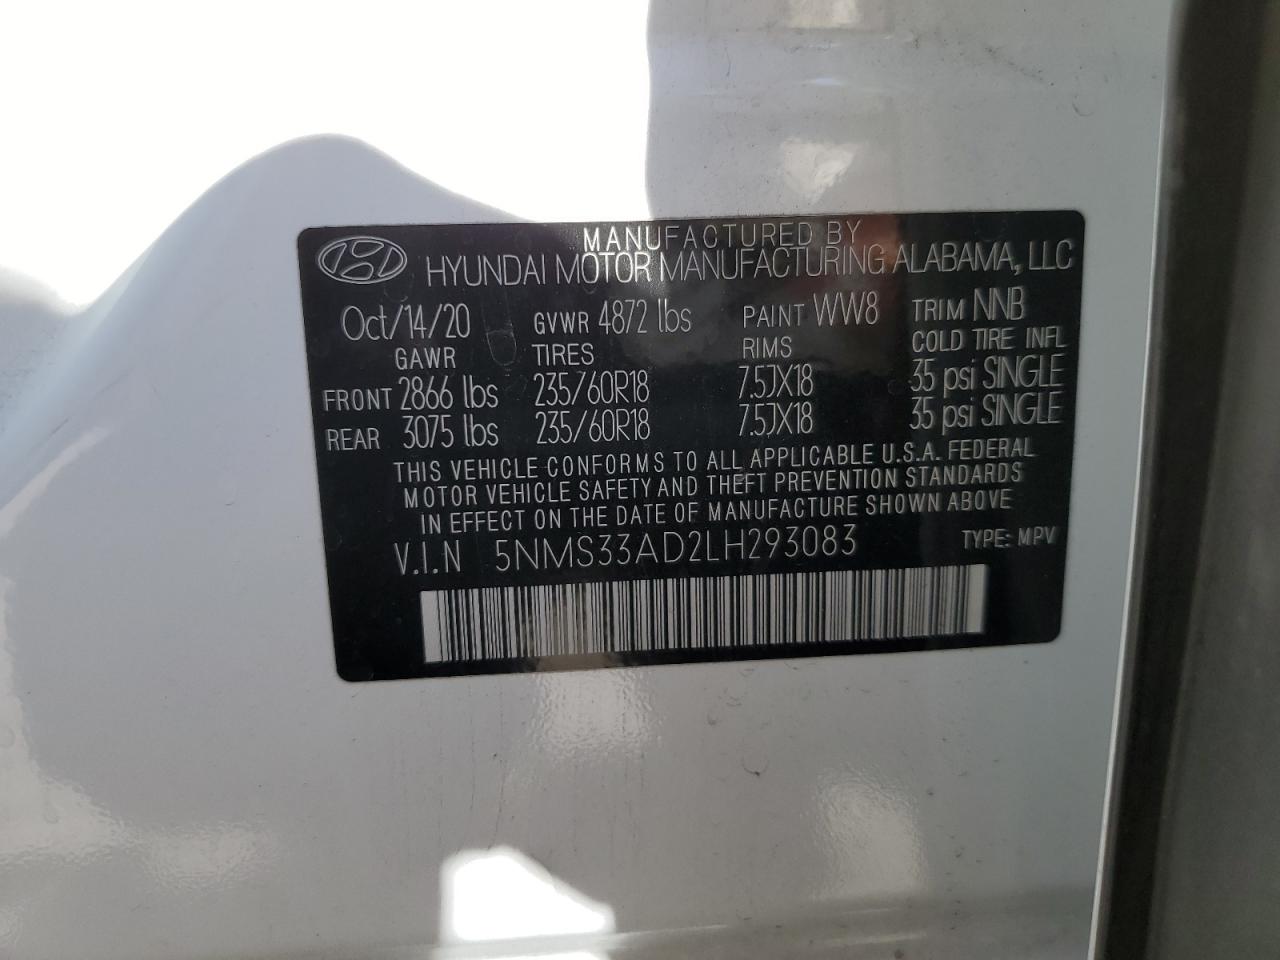 MANUFACTURED BY
HYUNDAI MOTOR MANUFACTURING ALABAMA, LLC
Oct/14/20 GVWR 4872 lbs PAINT WW8 TRIM NNB
GAWR TIRES RIMS COLD TIRE INFL
FRONT 2866 lbs 235/60R18 7.5JX18 35 psi SINGLE
REAR 3075 lbs 235/60R18 7.5JX18 35 psi SINGLE
THIS VEHICLE CONFORMS TO ALL APPLICABLE U.S.A. FEDERAL
MOTOR VEHICLE SAFETY AND THEFT PREVENTION STANDARDS
IN EFFECT ON THE DATE OF MANUFACTURE SHOWN ABOVE
V.I.N 5NMS33AD2LH293083 TYPE: MPV